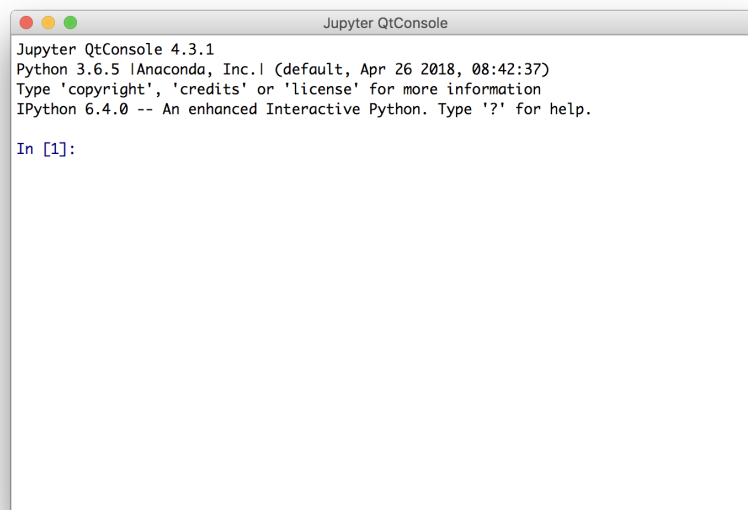 Jupyter QtConsole
Jupyter QtConsole 4.3.1
Python 3.6.5 |Anaconda, Inc.| (default, Apr 26 2018, 08:42:37)
Type 'copyright', 'credits' or 'license' for more information
IPython 6.4.0 -- An enhanced Interactive Python. Type '?' for help.
In [1]: